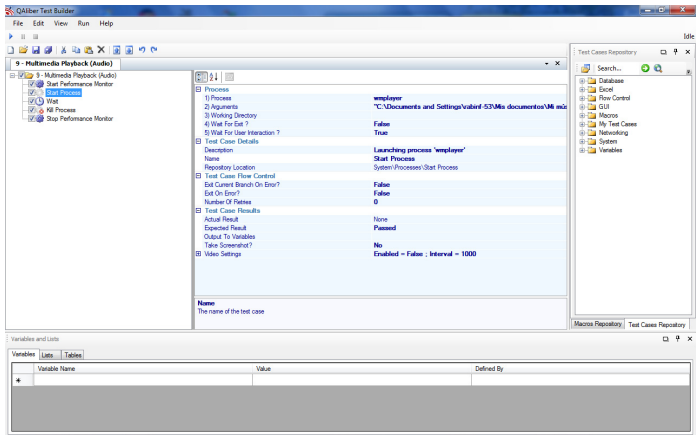 QAliber Test Builder
File Edit View Run Help
Idle
9 - Multimedia Playback (Audio)
9 - Multimedia Playback (Audio)
Start Performance Monitor
Start Process
Wait
Kill Process
Stop Performance Monitor
Process
1) Process wmplayer
2) Arguments "C:\Documents and Settings\vabinf-53\Mis documentos\Mi mús
3) Working Directory
4) Wait For Exit ? False
5) Wait For User Interaction ? True
Test Case Details
Description Launching process 'wmplayer'
Name Start Process
Repository Location System\Processes\Start Process
Test Case Flow Control
Exit Current Branch On Error? False
Exit On Error? False
Number Of Retries 0
Test Case Results
Actual Result None
Expected Result Passed
Output To Variables
Take Screenshot? No
Video Settings Enabled = False ; Interval = 1000
Name
The name of the test case
Test Cases Repository
Search...
Database
Excel
Flow Control
GUI
Macros
My Test Cases
Networking
System
Variables
Macros Repository Test Cases Repository
Variables and Lists
Variables Lists Tables
Variable Name Value Defined By